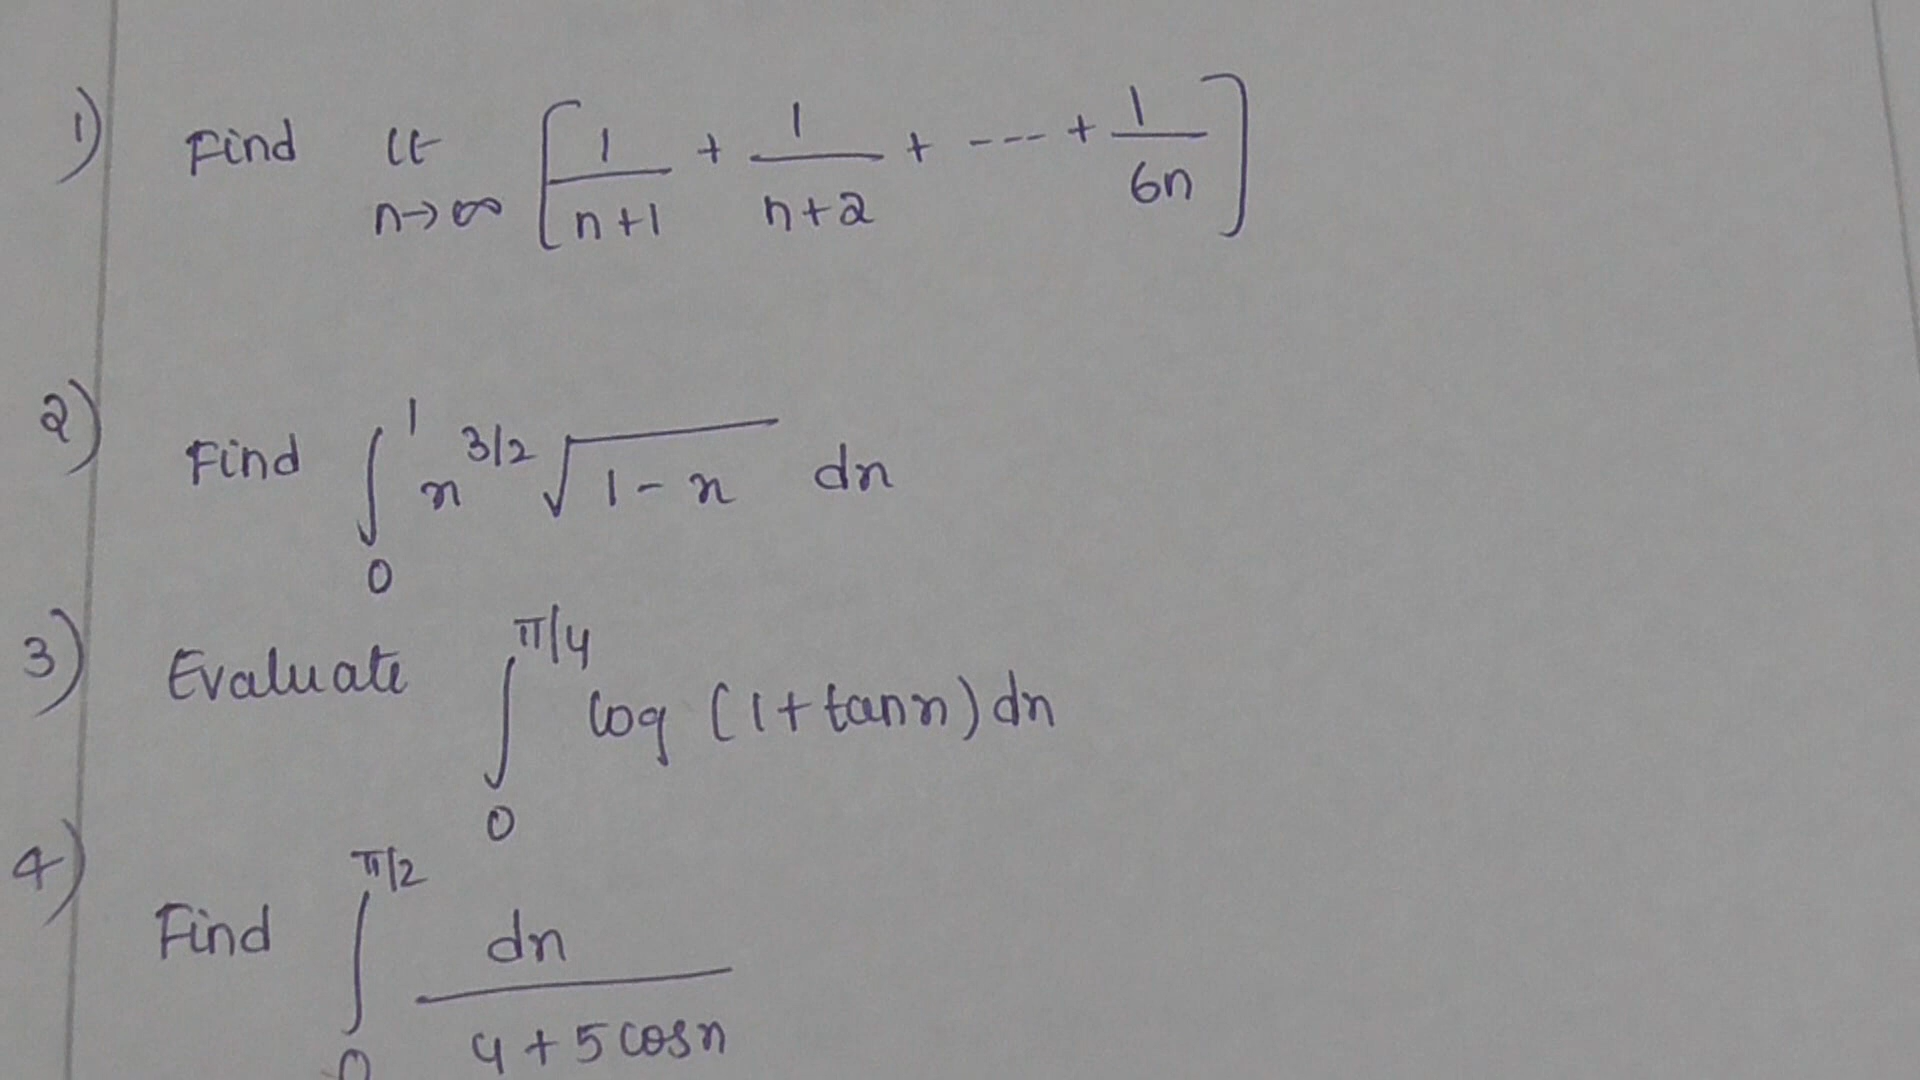 1) Find lt n→∞ [1/(n+1) + 1/(n+2) + --- + 1/6n]
2) Find ∫₀¹ x^(3/2) √(1-x) dx
3) Evaluate ∫₀^(π/4) log (1+tanx) dx
4) Find ∫₀^(π/2) dx/(4+5cosx)